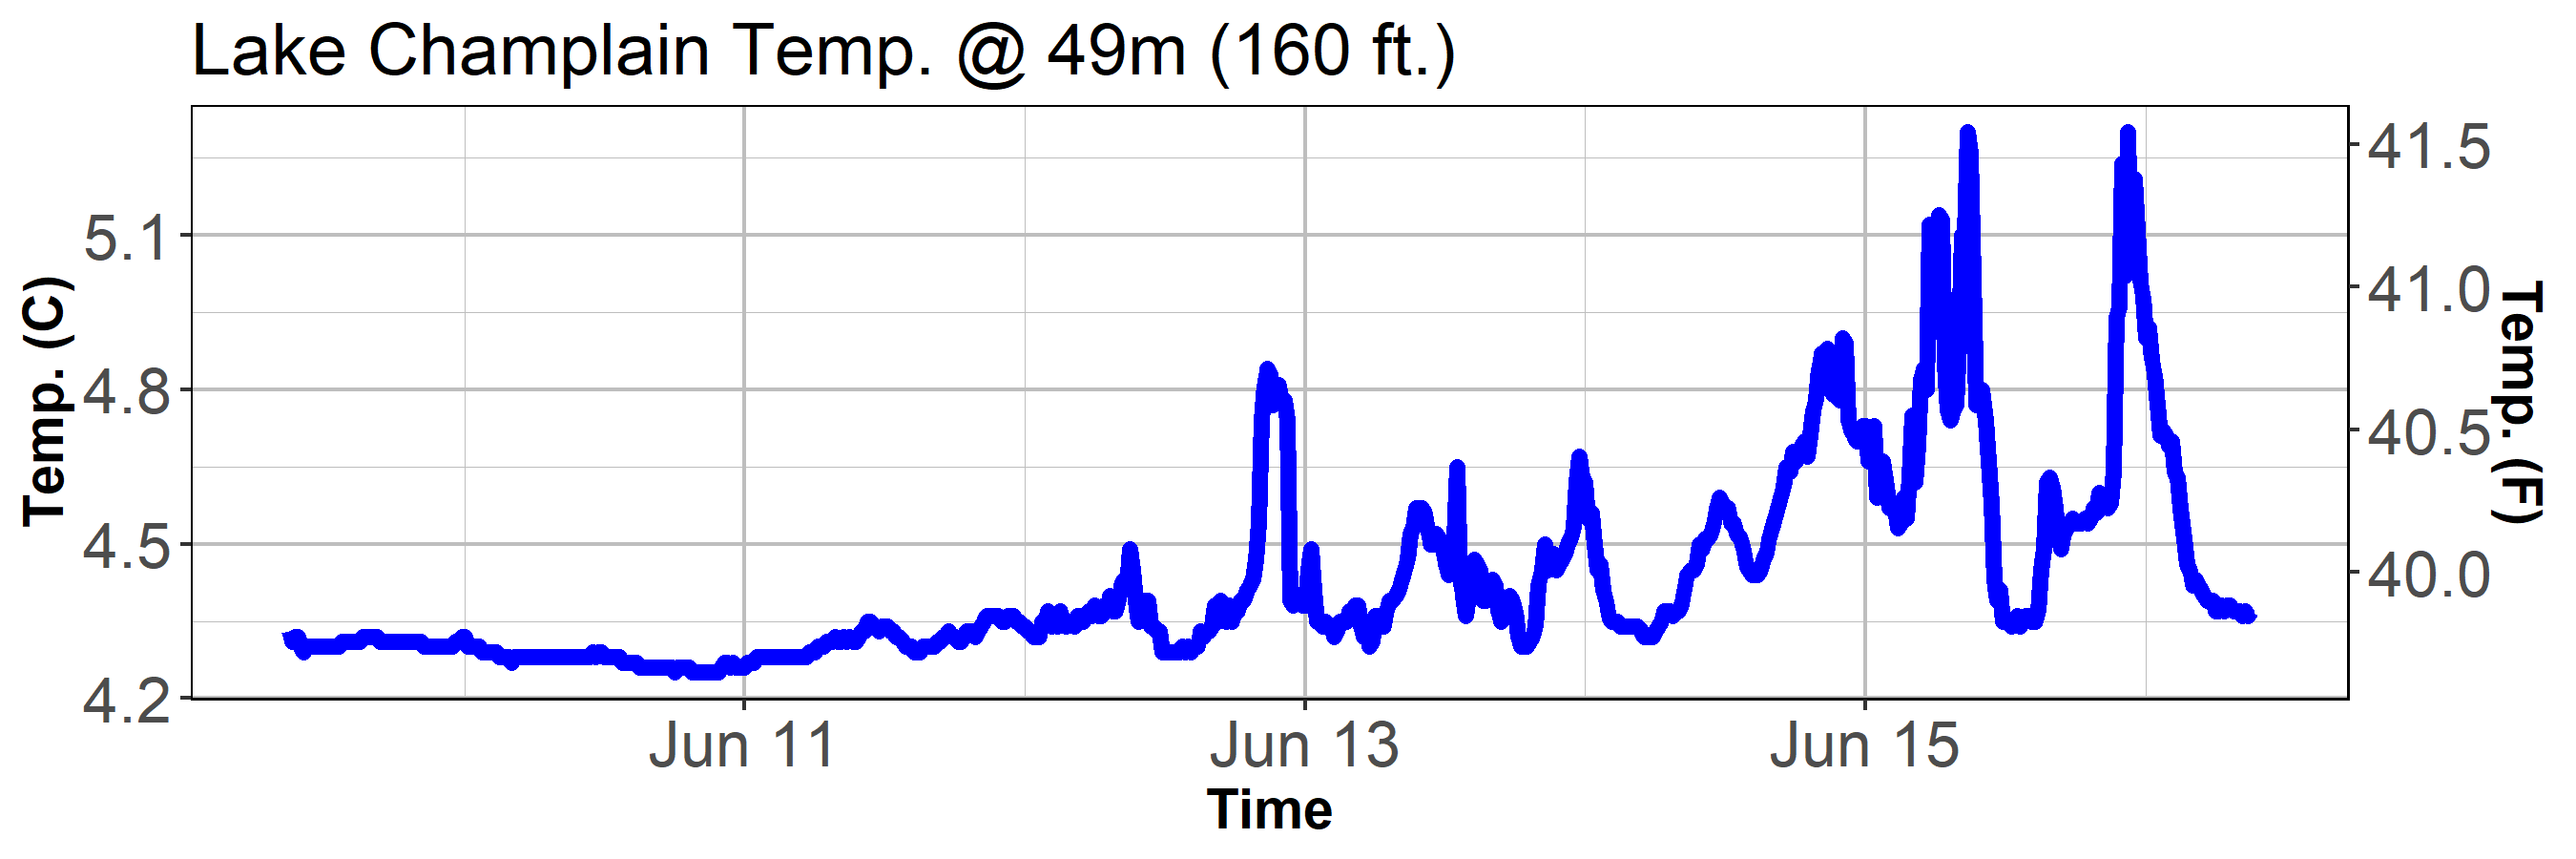 Lake Champlain Temp. @ 49m (160 ft.)
41.5
5.1
41.0
4.8
40.5
4.5
40.0
4.2
Temp. (C)
Temp. (F)
Jun 11 Jun 13 Jun 15
Time